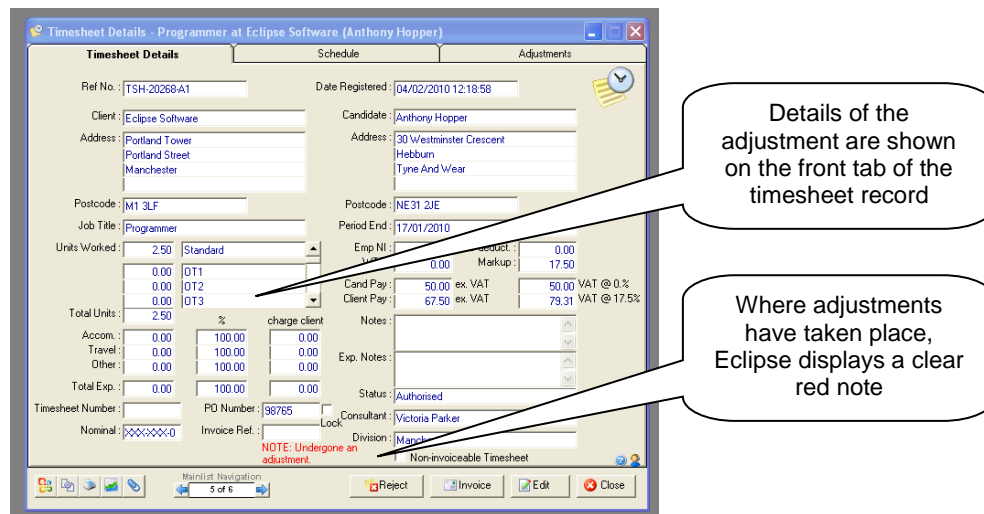 Timesheet Details - Programmer at Eclipse Software (Anthony Hopper)
Timesheet Details Schedule Adjustments
Ref No. : TSH-20268-A1 Date Registered : 04/02/2010 12:18:58
Client : Eclipse Software Candidate : Anthony Hopper
Address : Portland Tower Address : 30 Westminster Crescent
Portland Street Hebburn
Manchester Tyne And Wear
Postcode : M1 3LF Postcode : NE31 2JE
Job Title : Programmer Period End : 17/01/2010
Units Worked : 2.50 Standard Emp NI : 0.00
0.00 OT1 0.00 Markup : 17.50
0.00 OT2 Cand Pay : 50.00 ex. VAT 50.00 VAT @ 0.%
0.00 OT3 Client Pay : 67.50 ex. VAT 79.31 VAT @ 17.5%
Total Units : 2.50 % charge client Notes :
Accom. : 0.00 100.00 0.00
Travel : 0.00 100.00 0.00
Other : 0.00 100.00 0.00 Exp. Notes :
Total Exp. : 0.00 100.00 0.00
Status : Authorised
Timesheet Number : PO Number : 98765 Lock Consultant : Victoria Parker
Nominal : XXX-XXX-0 Invoice Ref. : Division :
NOTE: Undergone an
adjustment.
Non-invoiceable Timesheet
Mainlist Navigation
5 of 6 Reject Invoice Edit Close
Details of the
adjustment are shown
on the front tab of the
timesheet record
Where adjustments
have taken place,
Eclipse displays a clear
red note